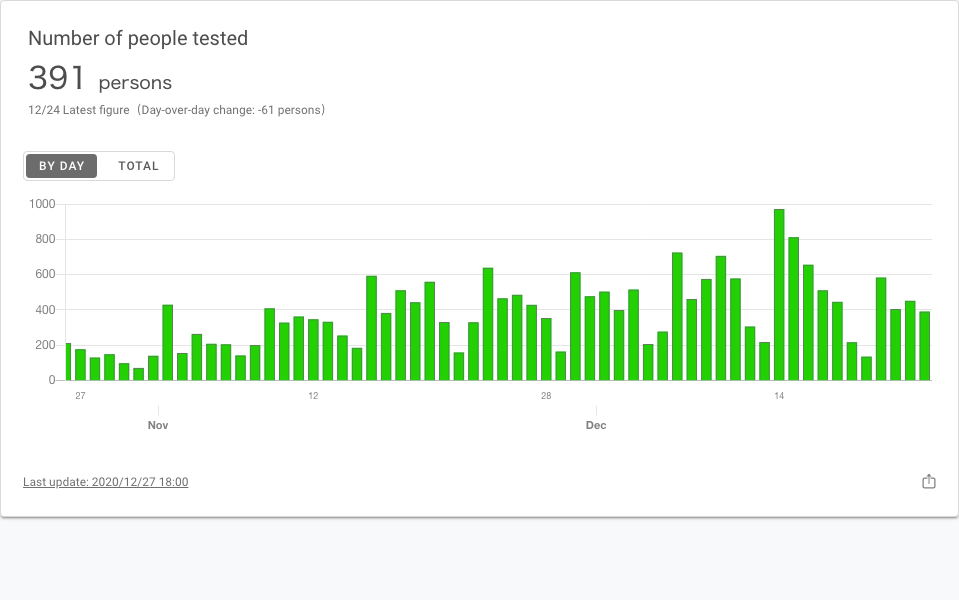 Number of people tested
391 persons
12/24 Latest figure（Day-over-day change: -61 persons）
BY DAY TOTAL
1000
800
600
400
200
0
27 12 28 14
Nov Dec
Last update: 2020/12/27 18:00